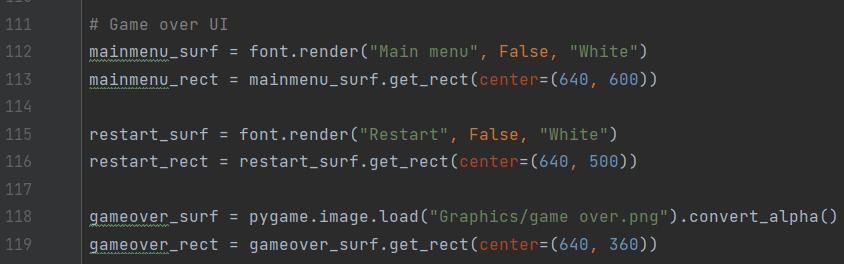 111 # Game over UI
112 mainmenu_surf = font.render("Main menu", False, "White")
113 mainmenu_rect = mainmenu_surf.get_rect(center=(640, 600))
114
115 restart_surf = font.render("Restart", False, "White")
116 restart_rect = restart_surf.get_rect(center=(640, 500))
117
118 gameover_surf = pygame.image.load("Graphics/game over.png").convert_alpha()
119 gameover_rect = gameover_surf.get_rect(center=(640, 360))